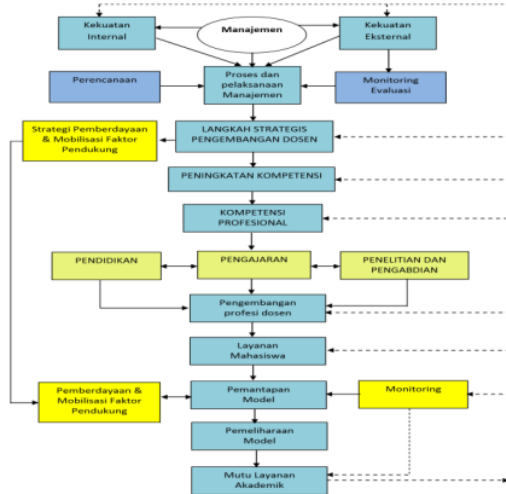 Kekuatan
Internal
Manajemen
Kekuatan
Eksternal
Perencanaan
Proses dan
pelaksanaan
Manajemen
Monitoring
Evaluasi
Strategi Pemberdayaan
& Mobilisasi Faktor
Pendukung
LANGKAH STRATEGIS
PENGEMBANGAN DOSEN
PENINGKATAN KOMPETENSI
KOMPETENSI
PROFESIONAL
PENDIDIKAN
PENGAJARAN
PENELITIAN DAN
PENGABDIAN
Pengembangan
profesi dosen
Layanan
Mahasiswa
Pemberdayaan &
Mobilisasi Faktor
Pendukung
Pemantapan
Model
Monitoring
Pemeliharaan
Model
Mutu Layanan
Akademik